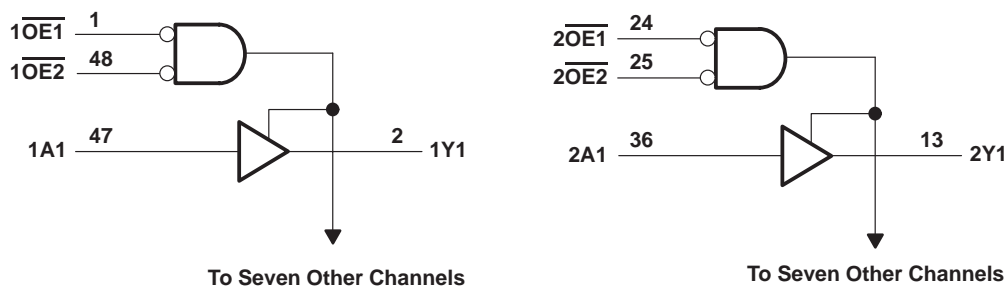 1OE1 1
1OE2 48
1A1 47 2 1Y1
To Seven Other Channels
2OE1 24
2OE2 25
2A1 36 13 2Y1
To Seven Other Channels